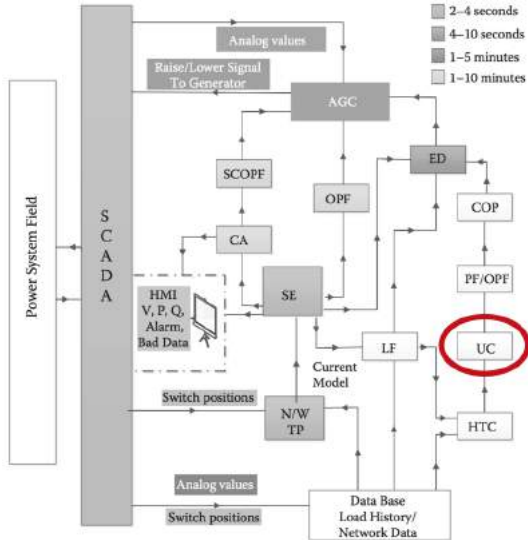 2–4 seconds
4–10 seconds
1–5 minutes
1–10 minutes
Analog values
Raise/Lower Signal
To Generator
AGC
SCOPF
OPF
ED
COP
CA
Power System Field
SCADA
HMI
V, P, Q,
Alarm,
Bad Data
SE
PF/OPF
UC
LF
Current
Model
Switch positions
N/W
TP
HTC
Analog values
Switch positions
Data Base
Load History/
Network Data